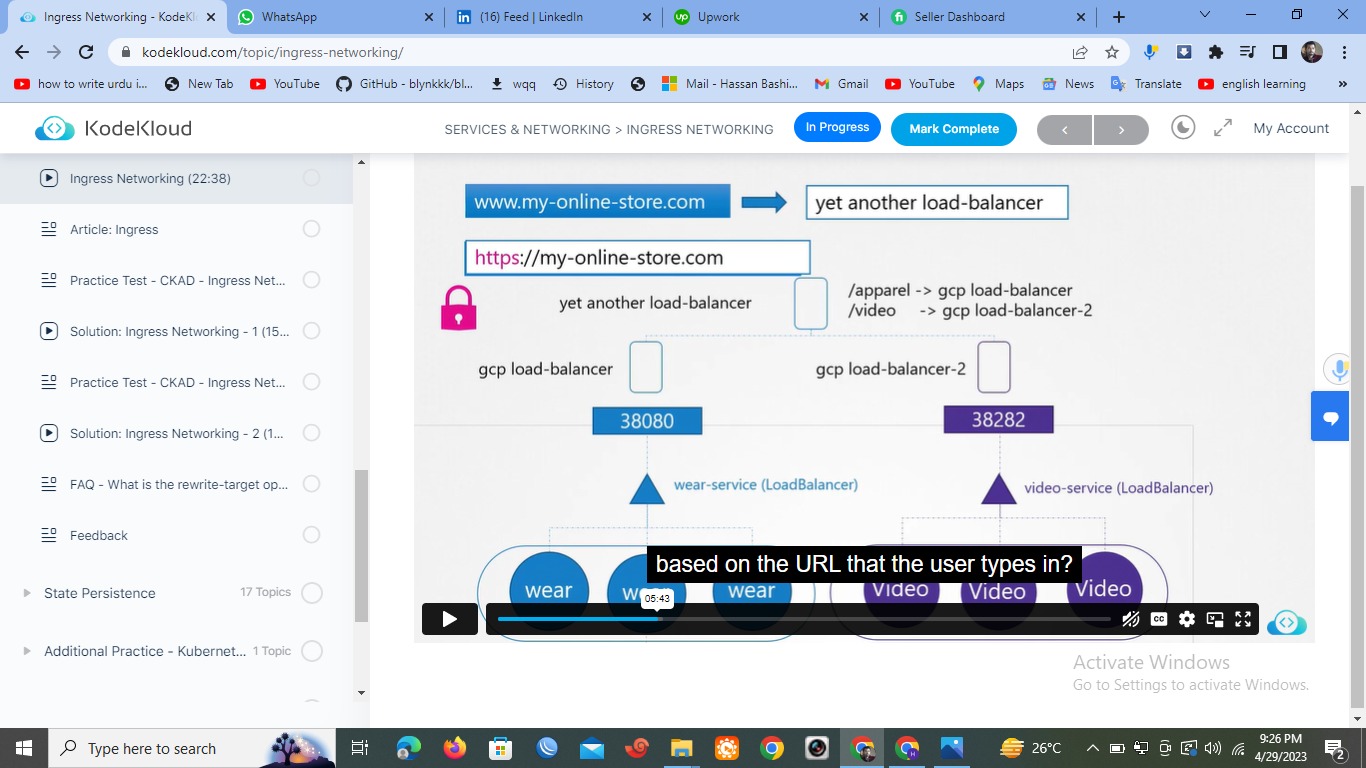 Ingress Networking - KodeKl
WhatsApp
(16) Feed | LinkedIn
Upwork
Seller Dashboard
kodekloud.com/topic/ingress-networking/
how to write urdu i...
New Tab
YouTube
GitHub - blynkkk/bl...
wqq
History
Mail - Hassan Bashi...
Gmail
YouTube
Maps
News
Translate
english learning
»
KodeKloud
SERVICES & NETWORKING > INGRESS NETWORKING
In Progress
Mark Complete
<
>
My Account
Ingress Networking (22:38)
Article: Ingress
Practice Test - CKAD - Ingress Net...
Solution: Ingress Networking - 1 (15...
Practice Test - CKAD - Ingress Net...
Solution: Ingress Networking - 2 (1...
FAQ - What is the rewrite-target op...
Feedback
State Persistence
17 Topics
Additional Practice - Kubernet...
1 Topic
www.my-online-store.com
yet another load-balancer
https://my-online-store.com
yet another load-balancer
/apparel -> gcp load-balancer
/video -> gcp load-balancer-2
gcp load-balancer
gcp load-balancer-2
38080
38282
wear-service (LoadBalancer)
video-service (LoadBalancer)
based on the URL that the user types in?
wear
wear
Video
Video
Video
05:43
CC
Activate Windows
Go to Settings to activate Windows.
Type here to search
26°C
9:26 PM
4/29/2023
2